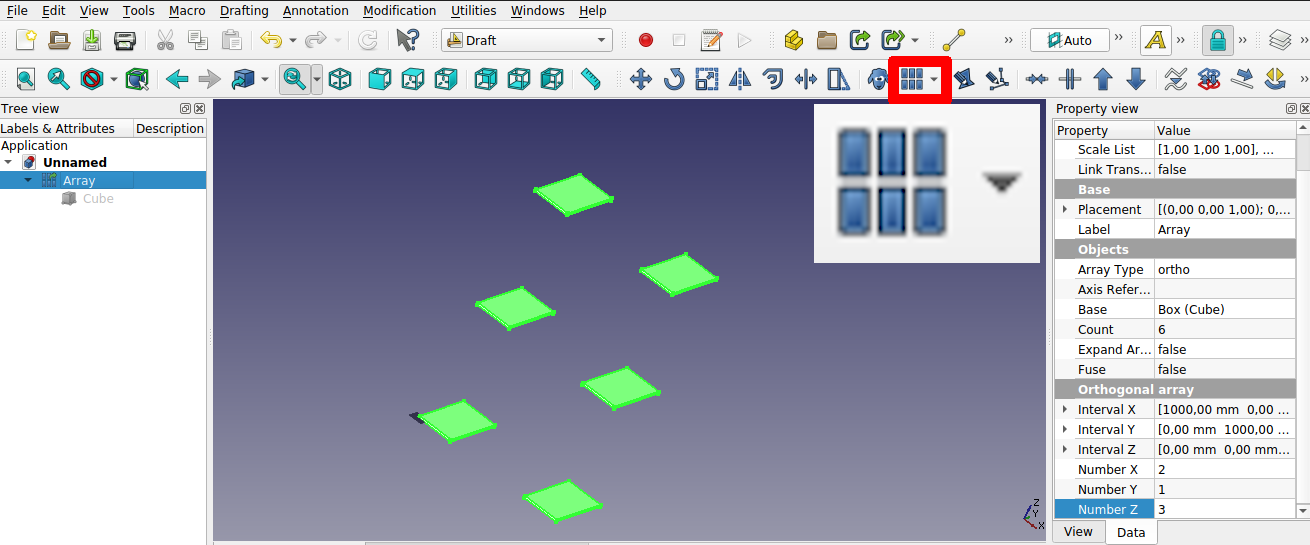 File Edit View Tools Macro Drafting Annotation Modification Utilities Windows Help
Draft
Auto
Tree view
Labels & Attributes Description
Application
Unnamed
Array
Cube
Property view
Property Value
Scale List [1,00 1,00 1,00], ...
Link Trans... false
Base
Placement [(0,00 0,00 1,00); 0,...
Label Array
Objects
Array Type ortho
Axis Refer...
Base Box (Cube)
Count 6
Expand Ar... false
Fuse false
Orthogonal array
Interval X [1000,00 mm 0,00 ...
Interval Y [0,00 mm 1000,00 ...
Interval Z [0,00 mm 0,00 mm...
Number X 2
Number Y 1
Number Z 3
View Data
Z
Y
X